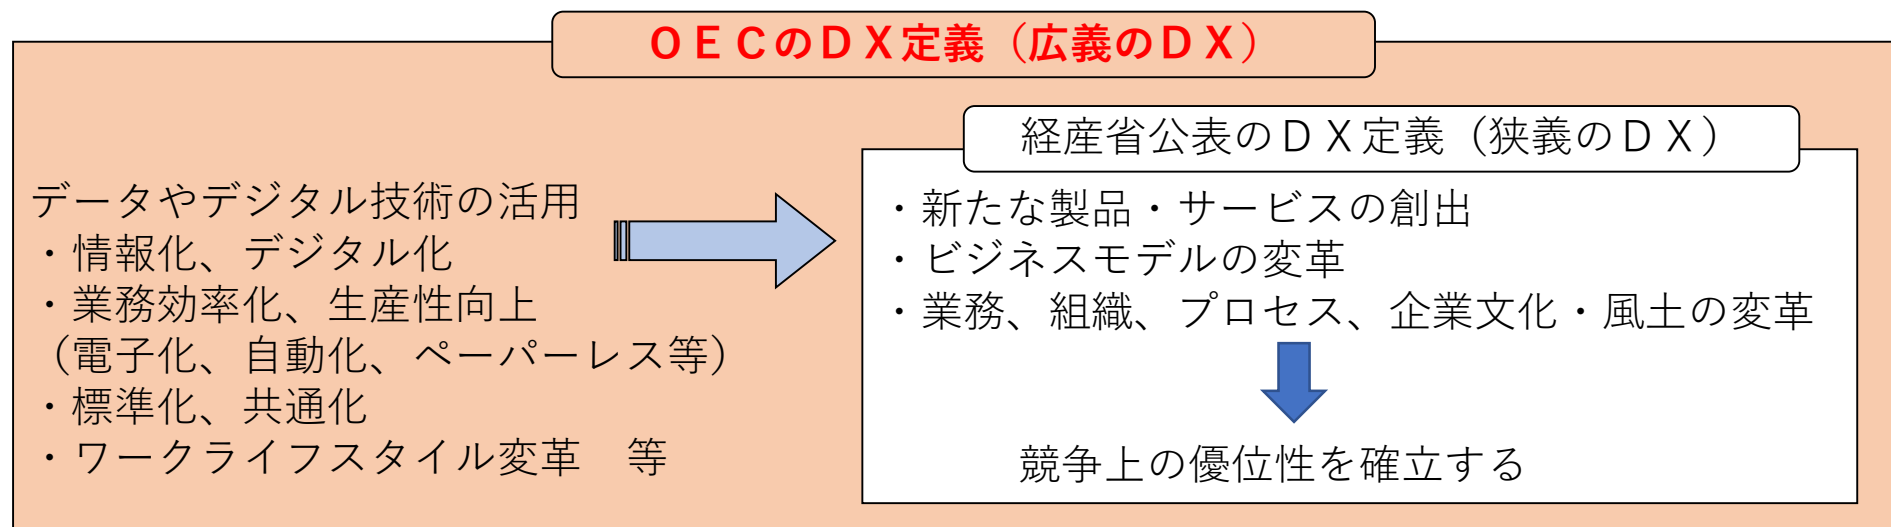 ＯＥＣのＤＸ定義（広義のＤＸ）
経産省公表のＤＸ定義（狭義のＤＸ）
データやデジタル技術の活用
・情報化、デジタル化
・業務効率化、生産性向上
（電子化、自動化、ペーパーレス等）
・標準化、共通化
・ワークライフスタイル変革　等
・新たな製品・サービスの創出
・ビジネスモデルの変革
・業務、組織、プロセス、企業文化・風土の変革
競争上の優位性を確立する